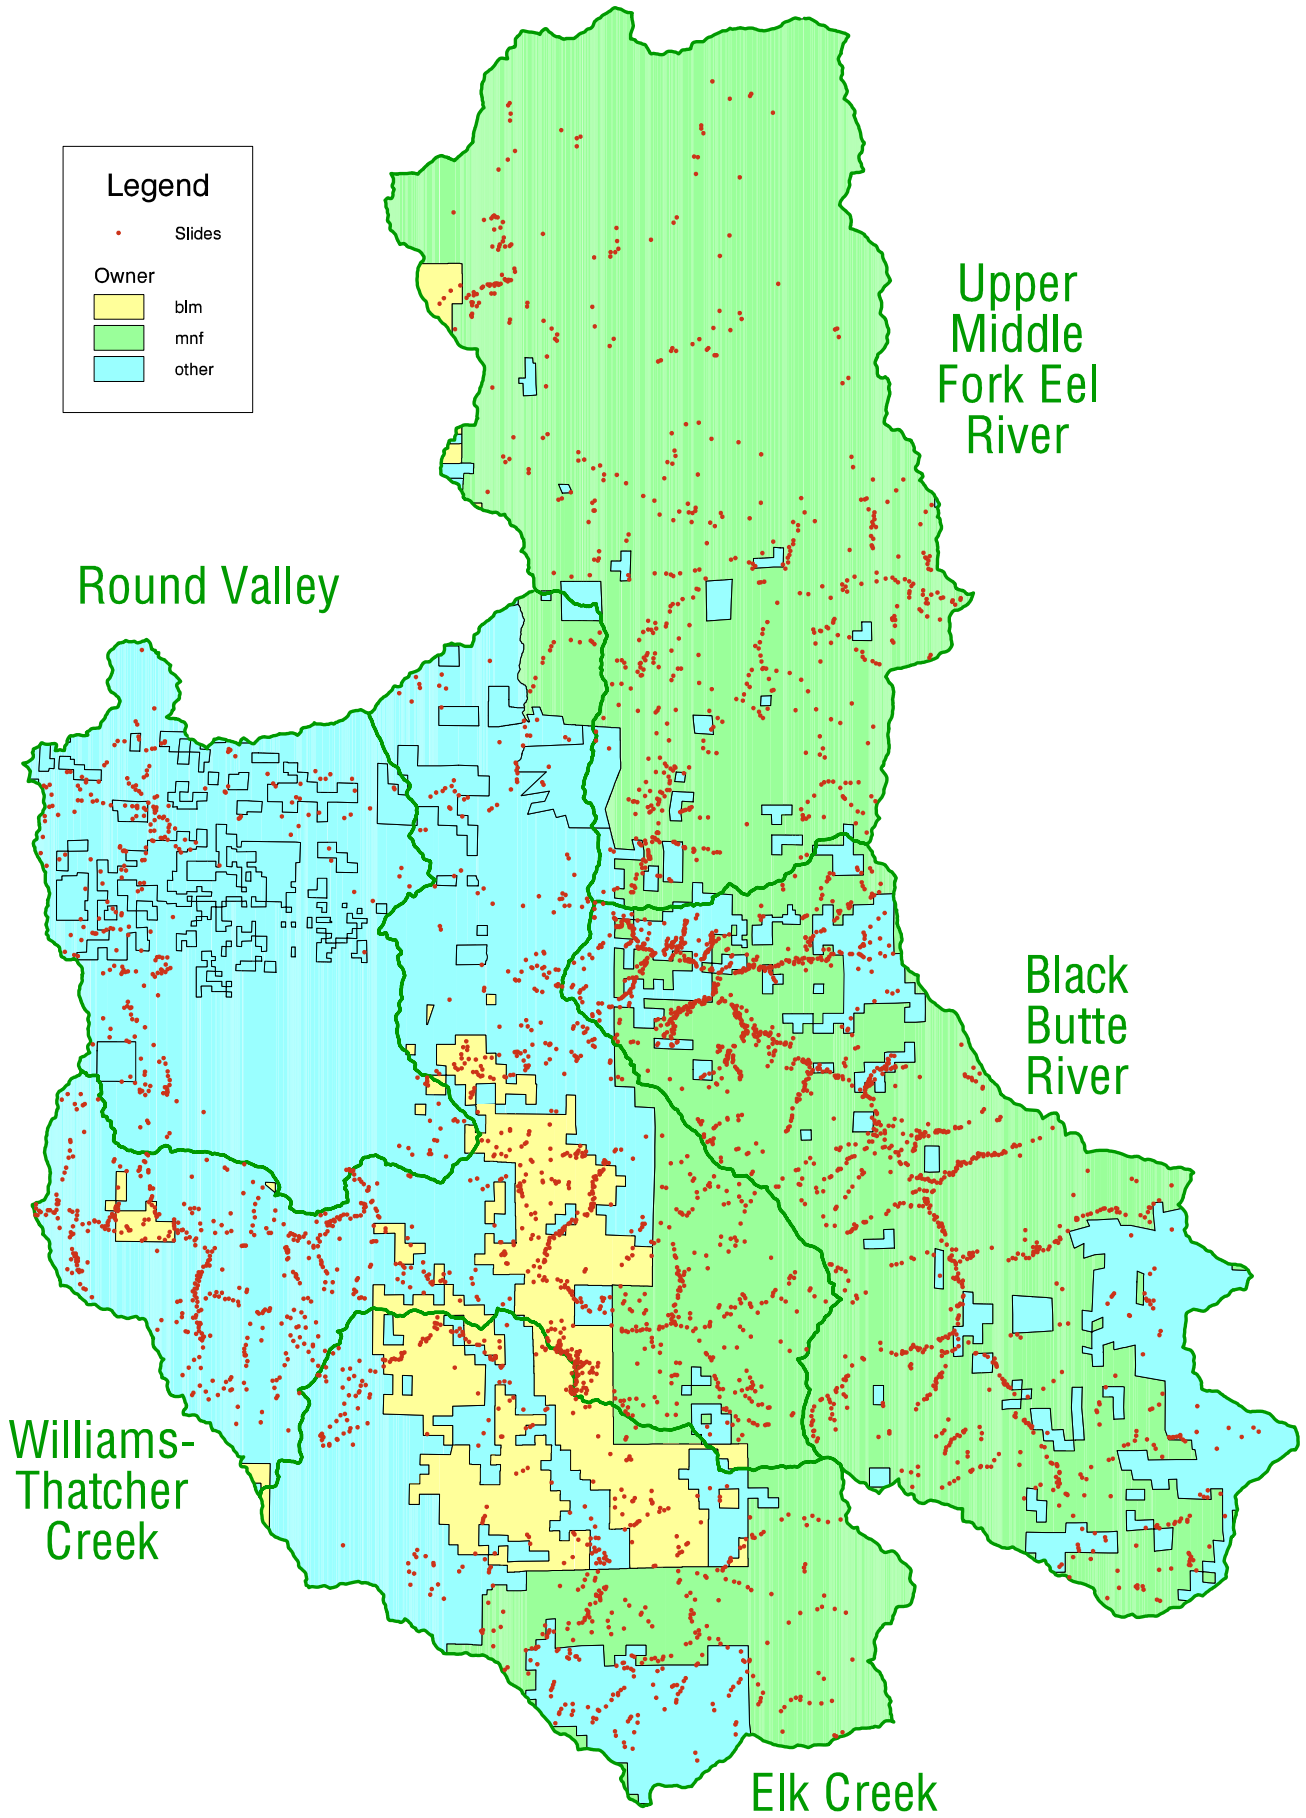 Legend
Slides
Owner
blm
mnf
other
Upper
Middle
Fork Eel
River
Round Valley
Black
Butte
River
Williams-
Thatcher
Creek
Elk Creek